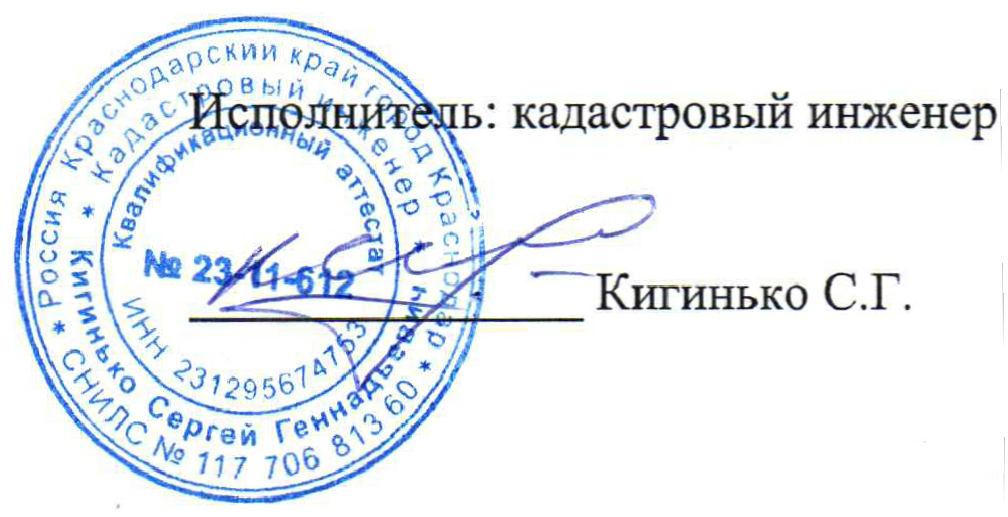 Исполнитель: кадастровый инженер
Кигинько С.Г.
* Россия Краснодарский край город Краснодар *
СНИЛС № 117 706 813 60
* Кадастровый инженер *
Кигинько Сергей Геннадьевич
Квалификационный аттестат
№ 23-11-612
ИНН 231295674753